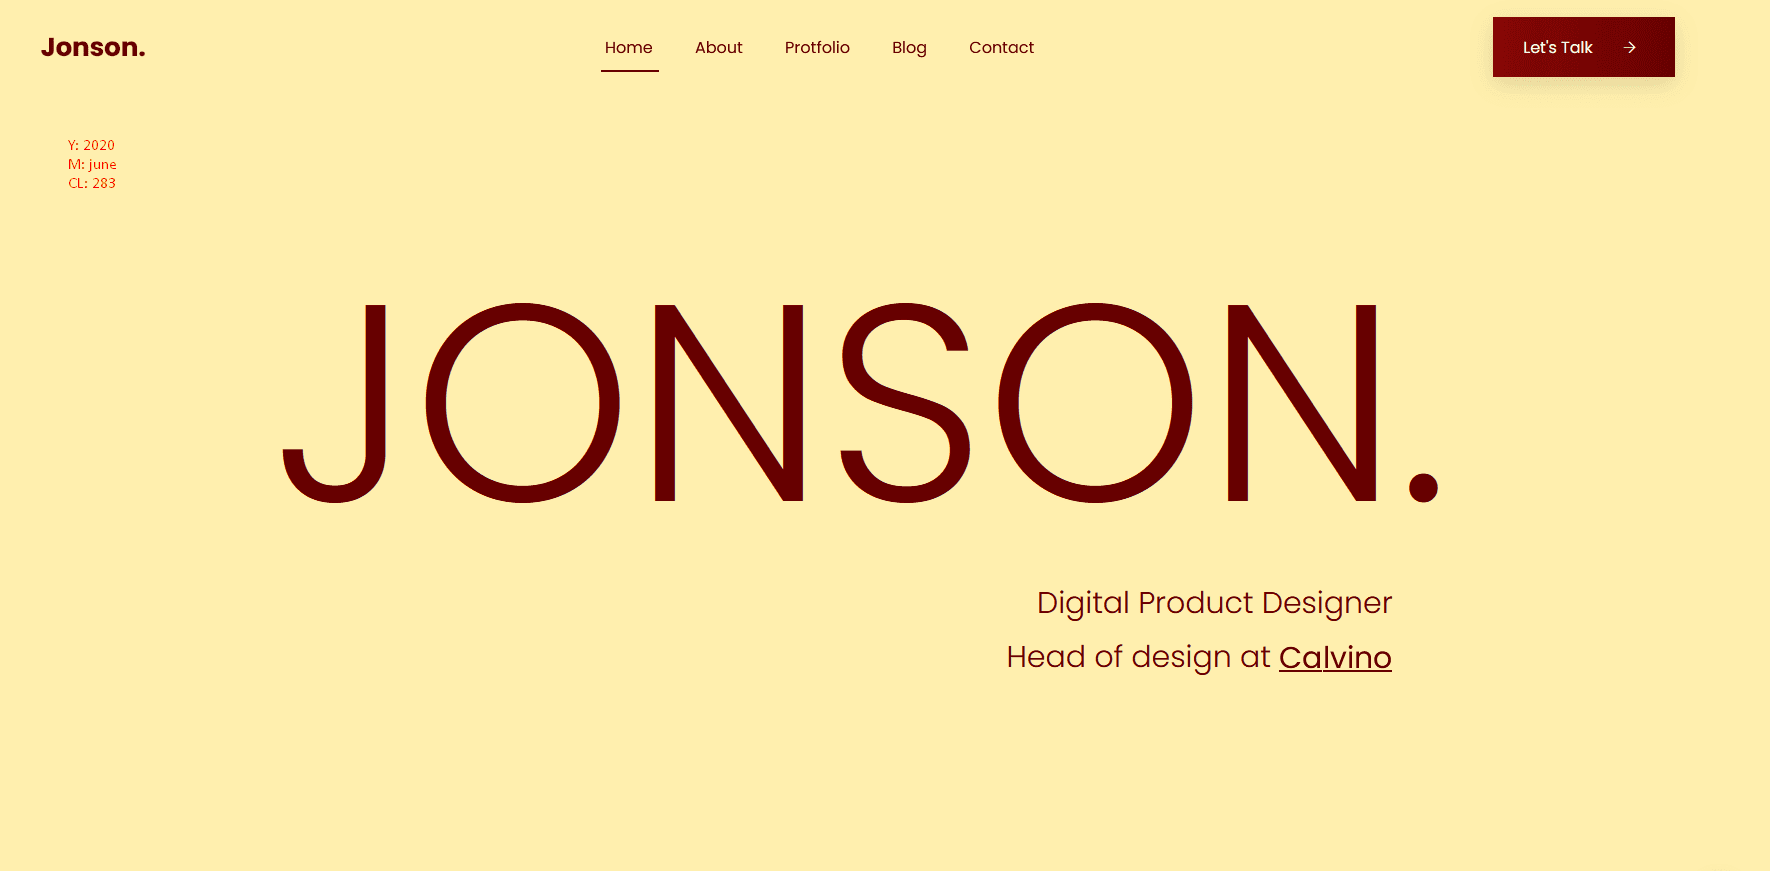 Jonson.
Home About Protfolio Blog Contact
Let's Talk →
Y: 2020
M: june
CL: 283
JONSON.
Digital Product Designer
Head of design at Calvino